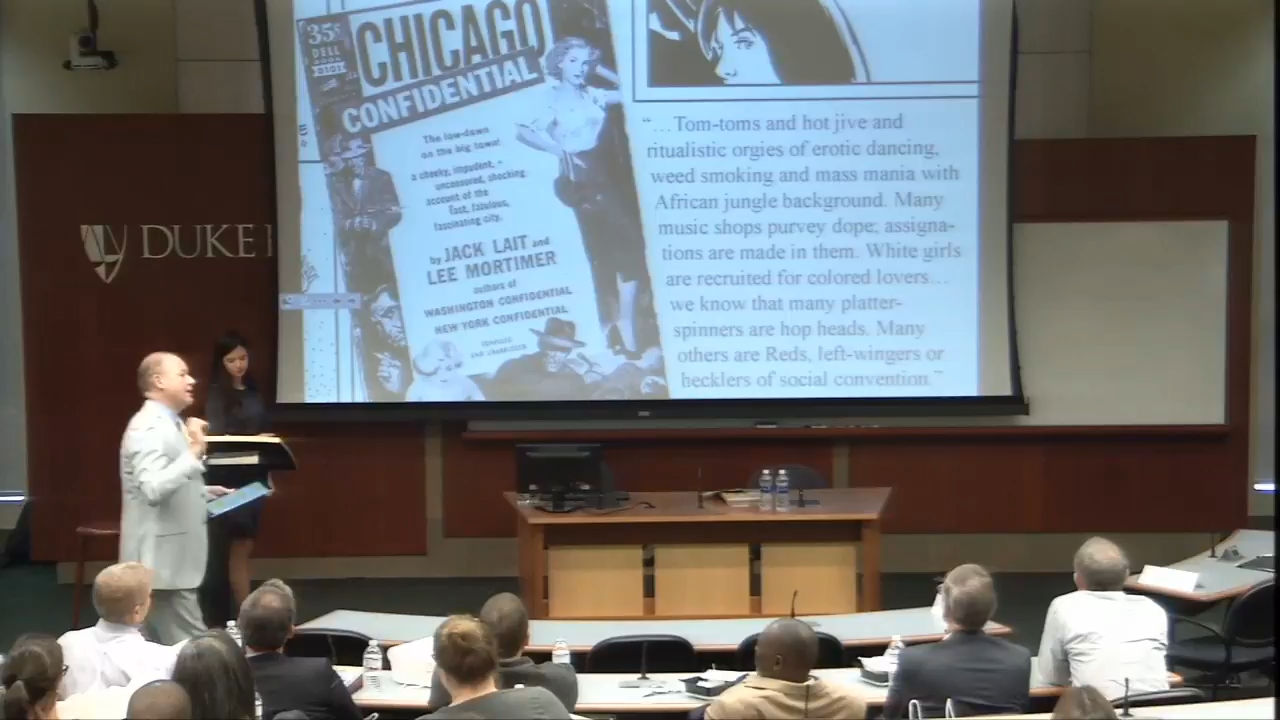 35¢
DELL
BOOK
D101
CHICAGO
CONFIDENTIAL
The low-down
on the big town!
a cheeky, impudent,
uncensored, shocking
account of the
fast, fabulous,
fascinating city.
by JACK LAIT and
LEE MORTIMER
authors of
WASHINGTON CONFIDENTIAL
NEW YORK CONFIDENTIAL
“…Tom-toms and hot jive and
ritualistic orgies of erotic dancing,
weed smoking and mass mania with
African jungle background. Many
music shops purvey dope; assigna-
tions are made in them. White girls
are recruited for colored lovers…
we know that many platter-
spinners are hop heads. Many
others are Reds, left-wingers or
hecklers of social convention.”
DUKE